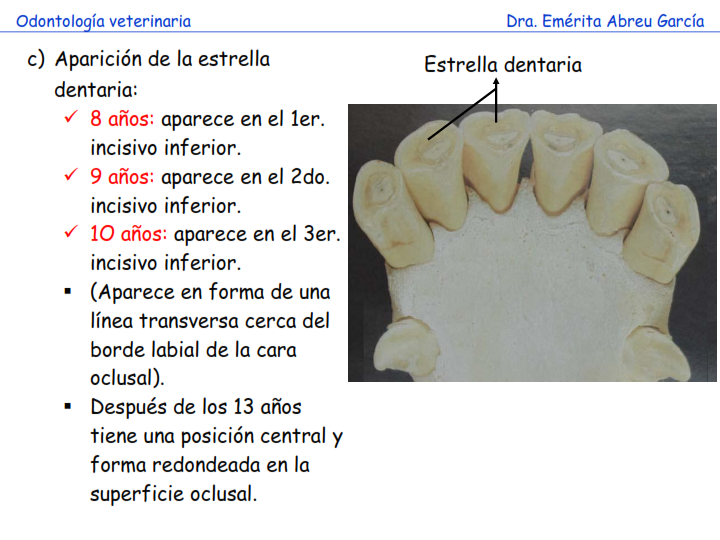 Odontología veterinaria
Dra. Emérita Abreu García
c) Aparición de la estrella
dentaria:
✓ 8 años: aparece en el 1er.
incisivo inferior.
✓ 9 años: aparece en el 2do.
incisivo inferior.
✓ 10 años: aparece en el 3er.
incisivo inferior.
▪ (Aparece en forma de una
línea transversa cerca del
borde labial de la cara
oclusal).
▪ Después de los 13 años
tiene una posición central y
forma redondeada en la
superficie oclusal.
Estrella dentaria